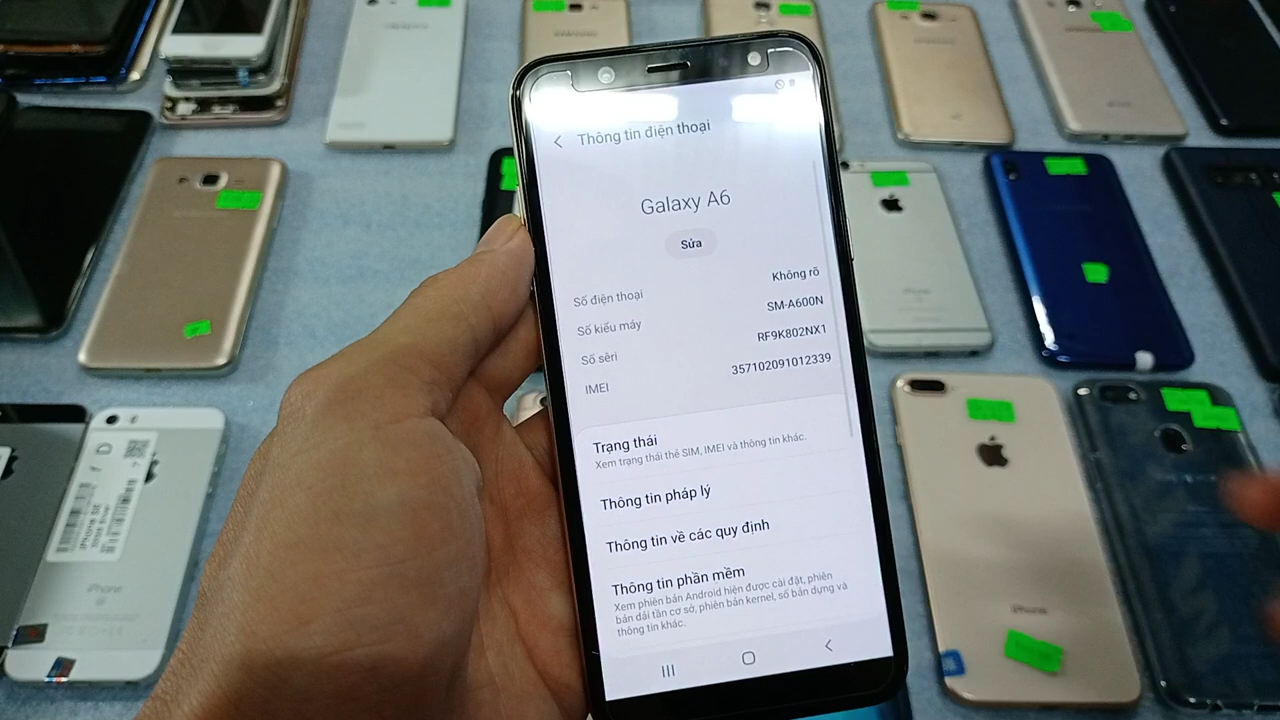 Thông tin điện thoại
Galaxy A6
Sửa
Số điện thoại Không rõ
Số kiểu máy SM-A600N
Số sêri RF9K802NX1
IMEI 357102091012339
Trạng thái
Xem trạng thái thẻ SIM, IMEI và thông tin khác.
Thông tin pháp lý
Thông tin về các quy định
Thông tin phần mềm
Xem phiên bản Android hiện được cài đặt, phiên
bản dải tần cơ sở, phiên bản kernel, số bản dựng và
thông tin khác.
iPhone
iPhone